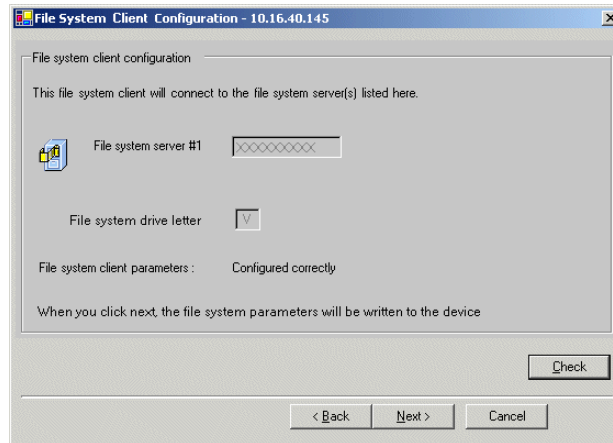 File System Client Configuration - 10.16.40.145
File system client configuration
This file system client will connect to the file system server(s) listed here.
File system server #1 XXXXXXXXXX
File system drive letter V
File system client parameters : Configured correctly
When you click next, the file system parameters will be written to the device
Check
< Back Next > Cancel